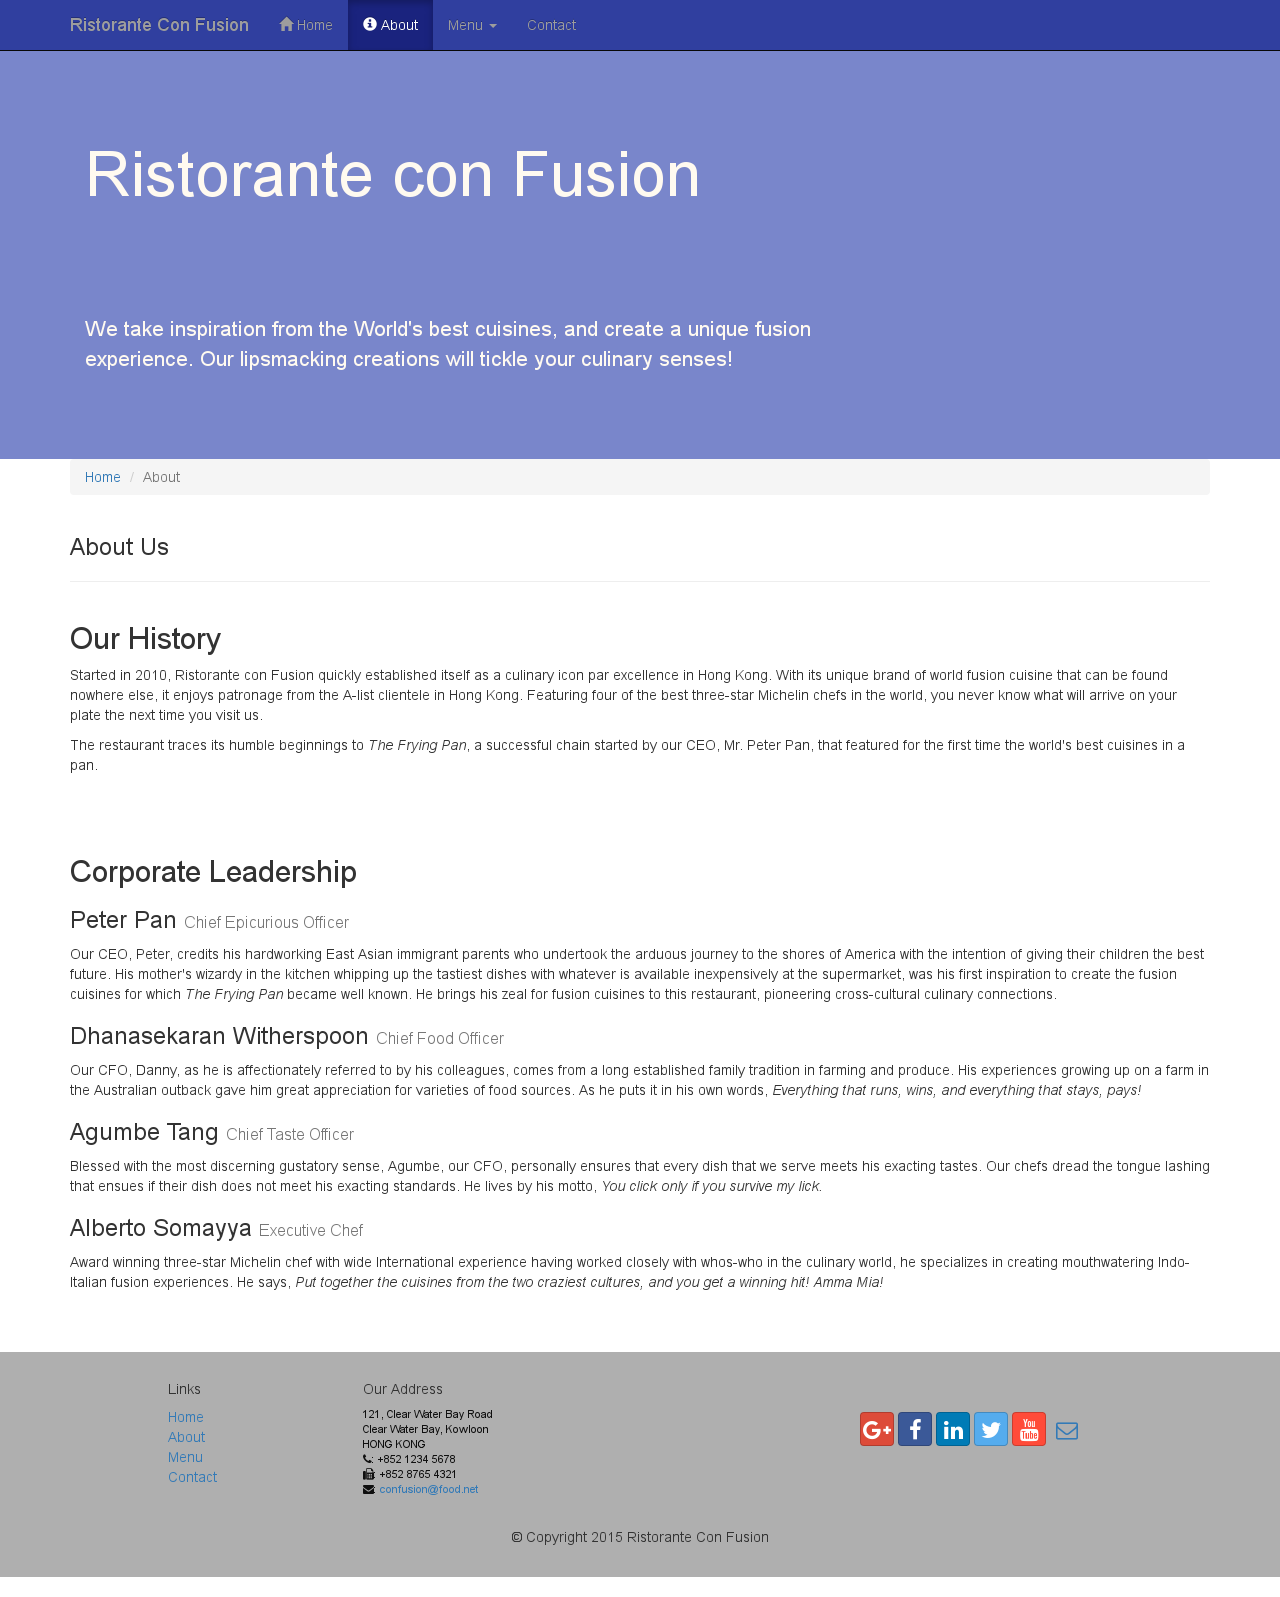 Ristorante Con Fusion Home About Menu Contact
Ristorante con Fusion
We take inspiration from the World's best cuisines, and create a unique fusion
experience. Our lipsmacking creations will tickle your culinary senses!
Home / About
About Us
Our History
Started in 2010, Ristorante con Fusion quickly established itself as a culinary icon par excellence in Hong Kong. With its unique brand of world fusion cuisine that can be found
nowhere else, it enjoys patronage from the A-list clientele in Hong Kong. Featuring four of the best three-star Michelin chefs in the world, you never know what will arrive on your
plate the next time you visit us.
The restaurant traces its humble beginnings to The Frying Pan, a successful chain started by our CEO, Mr. Peter Pan, that featured for the first time the world's best cuisines in a
pan.
Corporate Leadership
Peter Pan Chief Epicurious Officer
Our CEO, Peter, credits his hardworking East Asian immigrant parents who undertook the arduous journey to the shores of America with the intention of giving their children the best
future. His mother's wizardy in the kitchen whipping up the tastiest dishes with whatever is available inexpensively at the supermarket, was his first inspiration to create the fusion
cuisines for which The Frying Pan became well known. He brings his zeal for fusion cuisines to this restaurant, pioneering cross-cultural culinary connections.
Dhanasekaran Witherspoon Chief Food Officer
Our CFO, Danny, as he is affectionately referred to by his colleagues, comes from a long established family tradition in farming and produce. His experiences growing up on a farm in
the Australian outback gave him great appreciation for varieties of food sources. As he puts it in his own words, Everything that runs, wins, and everything that stays, pays!
Agumbe Tang Chief Taste Officer
Blessed with the most discerning gustatory sense, Agumbe, our CFO, personally ensures that every dish that we serve meets his exacting tastes. Our chefs dread the tongue lashing
that ensues if their dish does not meet his exacting standards. He lives by his motto, You click only if you survive my lick.
Alberto Somayya Executive Chef
Award winning three-star Michelin chef with wide International experience having worked closely with whos-who in the culinary world, he specializes in creating mouthwatering Indo-
Italian fusion experiences. He says, Put together the cuisines from the two craziest cultures, and you get a winning hit! Amma Mia!
Links
Home
About
Menu
Contact
Our Address
121, Clear Water Bay Road
Clear Water Bay, Kowloon
HONG KONG
: +852 1234 5678
: +852 8765 4321
: confusion@food.net
G+ f in You Tube
© Copyright 2015 Ristorante Con Fusion